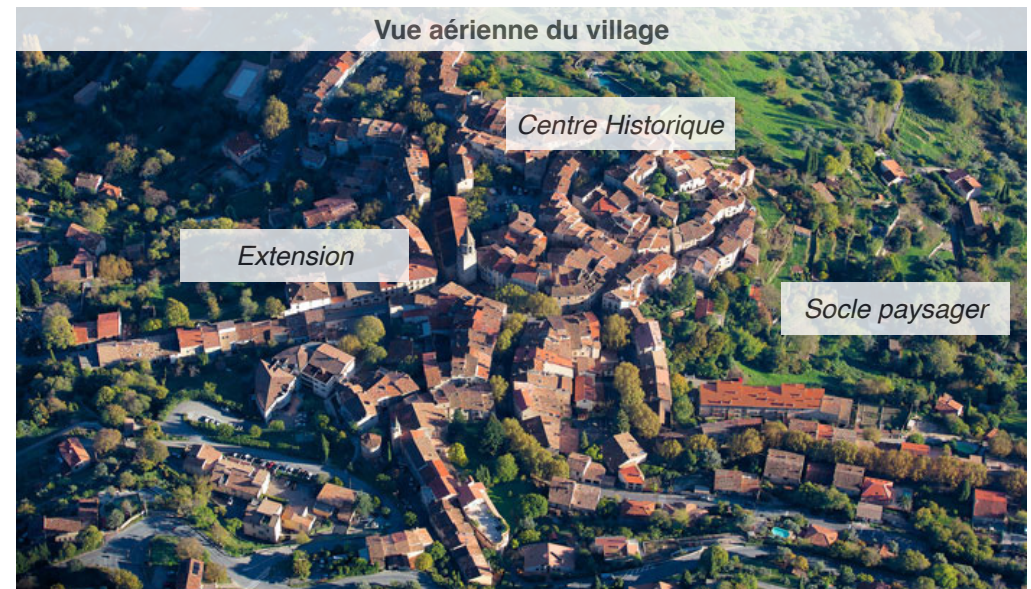 Vue aérienne du village
Centre Historique
Extension
Socle paysager